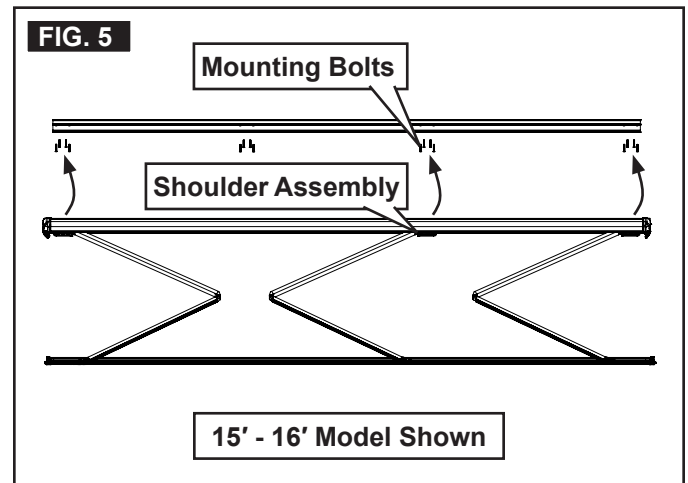 FIG. 5
Mounting Bolts
Shoulder Assembly
15′ - 16′ Model Shown